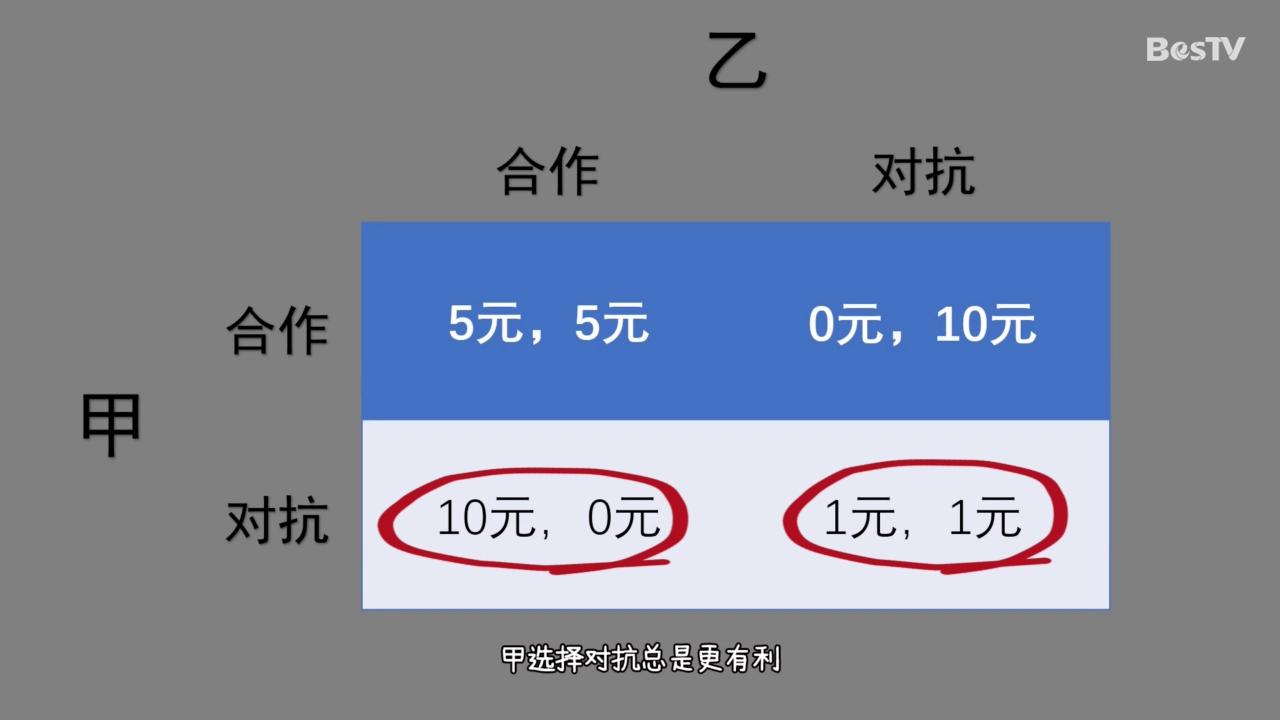 乙
BesTV
合作 对抗
合作 5元，5元 0元，10元
甲
对抗 10元，0元 1元，1元
甲选择对抗总是更有利